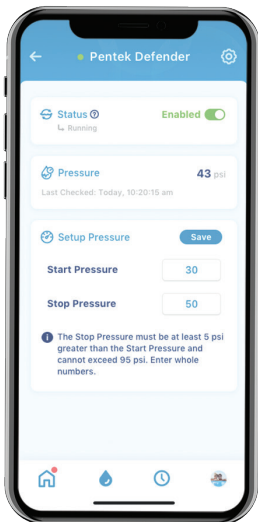 Pentek Defender
Status ? Enabled
↳ Running
Pressure 43 psi
Last Checked: Today, 10:20:15 am
Setup Pressure Save
Start Pressure 30
Stop Pressure 50
i The Stop Pressure must be at least 5 psi
greater than the Start Pressure and
cannot exceed 95 psi. Enter whole
numbers.